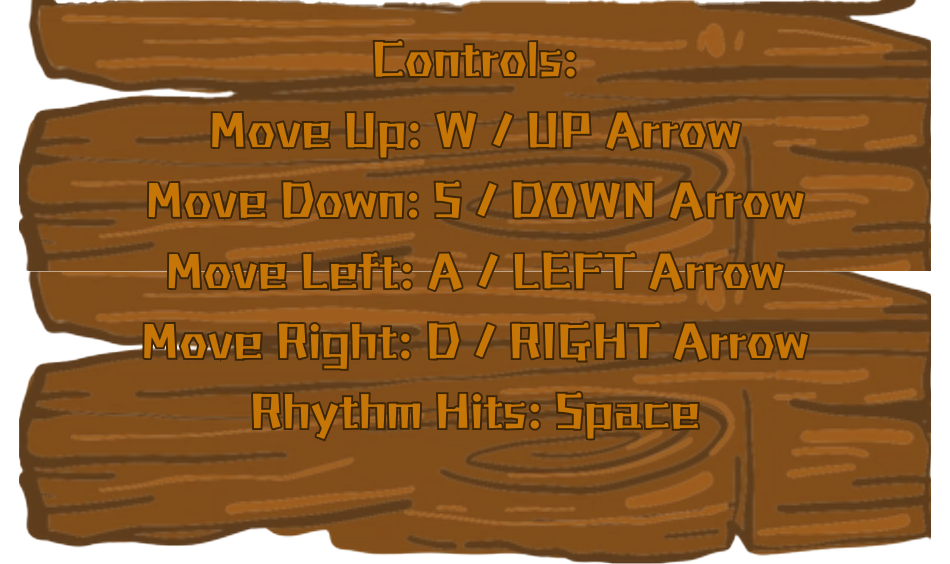 Controls:
Move Up: W / UP Arrow
Move Down: S / DOWN Arrow
Move Left: A / LEFT Arrow
Move Right: D / RIGHT Arrow
Rhythm Hits: Space